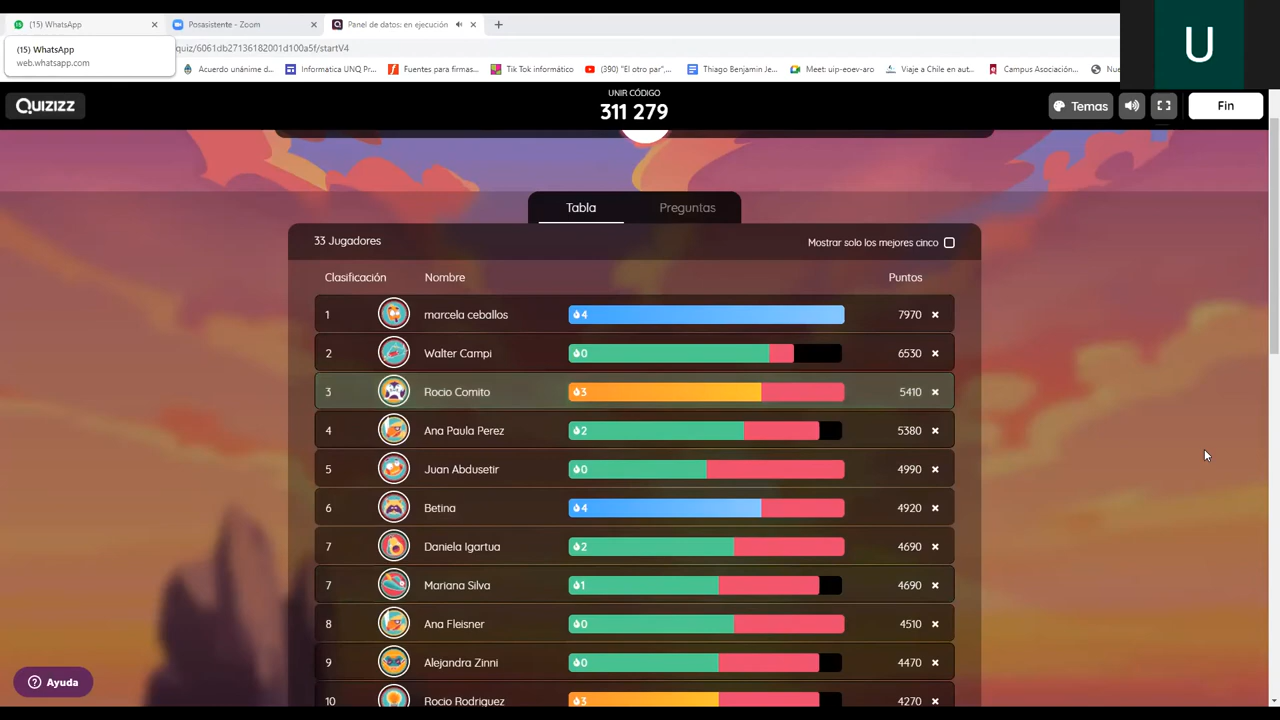 (15) WhatsApp
Posasistente - Zoom
Panel de datos: en ejecución
(15) WhatsApp
web.whatsapp.com
quiz/6061db27136182001d100a5f/startV4
Acuerdo unánime d...
Informatica UNQ Pr...
Fuentes para firmas...
Tik Tok informático
(390) "El otro par",...
Thiago Benjamin Je...
Meet: uip-eoev-aro
Viaje a Chile en aut...
Campus Asociación...
Nue
U
Quizizz
UNIR CÓDIGO
311 279
Temas
Fin
Tabla
Preguntas
33 Jugadores
Mostrar solo los mejores cinco
Clasificación Nombre Puntos
1 marcela ceballos 4 7970
2 Walter Campi 0 6530
3 Rocio Comito 3 5410
4 Ana Paula Perez 2 5380
5 Juan Abdusetir 0 4990
6 Betina 4 4920
7 Daniela Igartua 2 4690
7 Mariana Silva 1 4690
8 Ana Fleisner 0 4510
9 Alejandra Zinni 0 4470
10 Rocio Rodriguez 3 4270
Ayuda